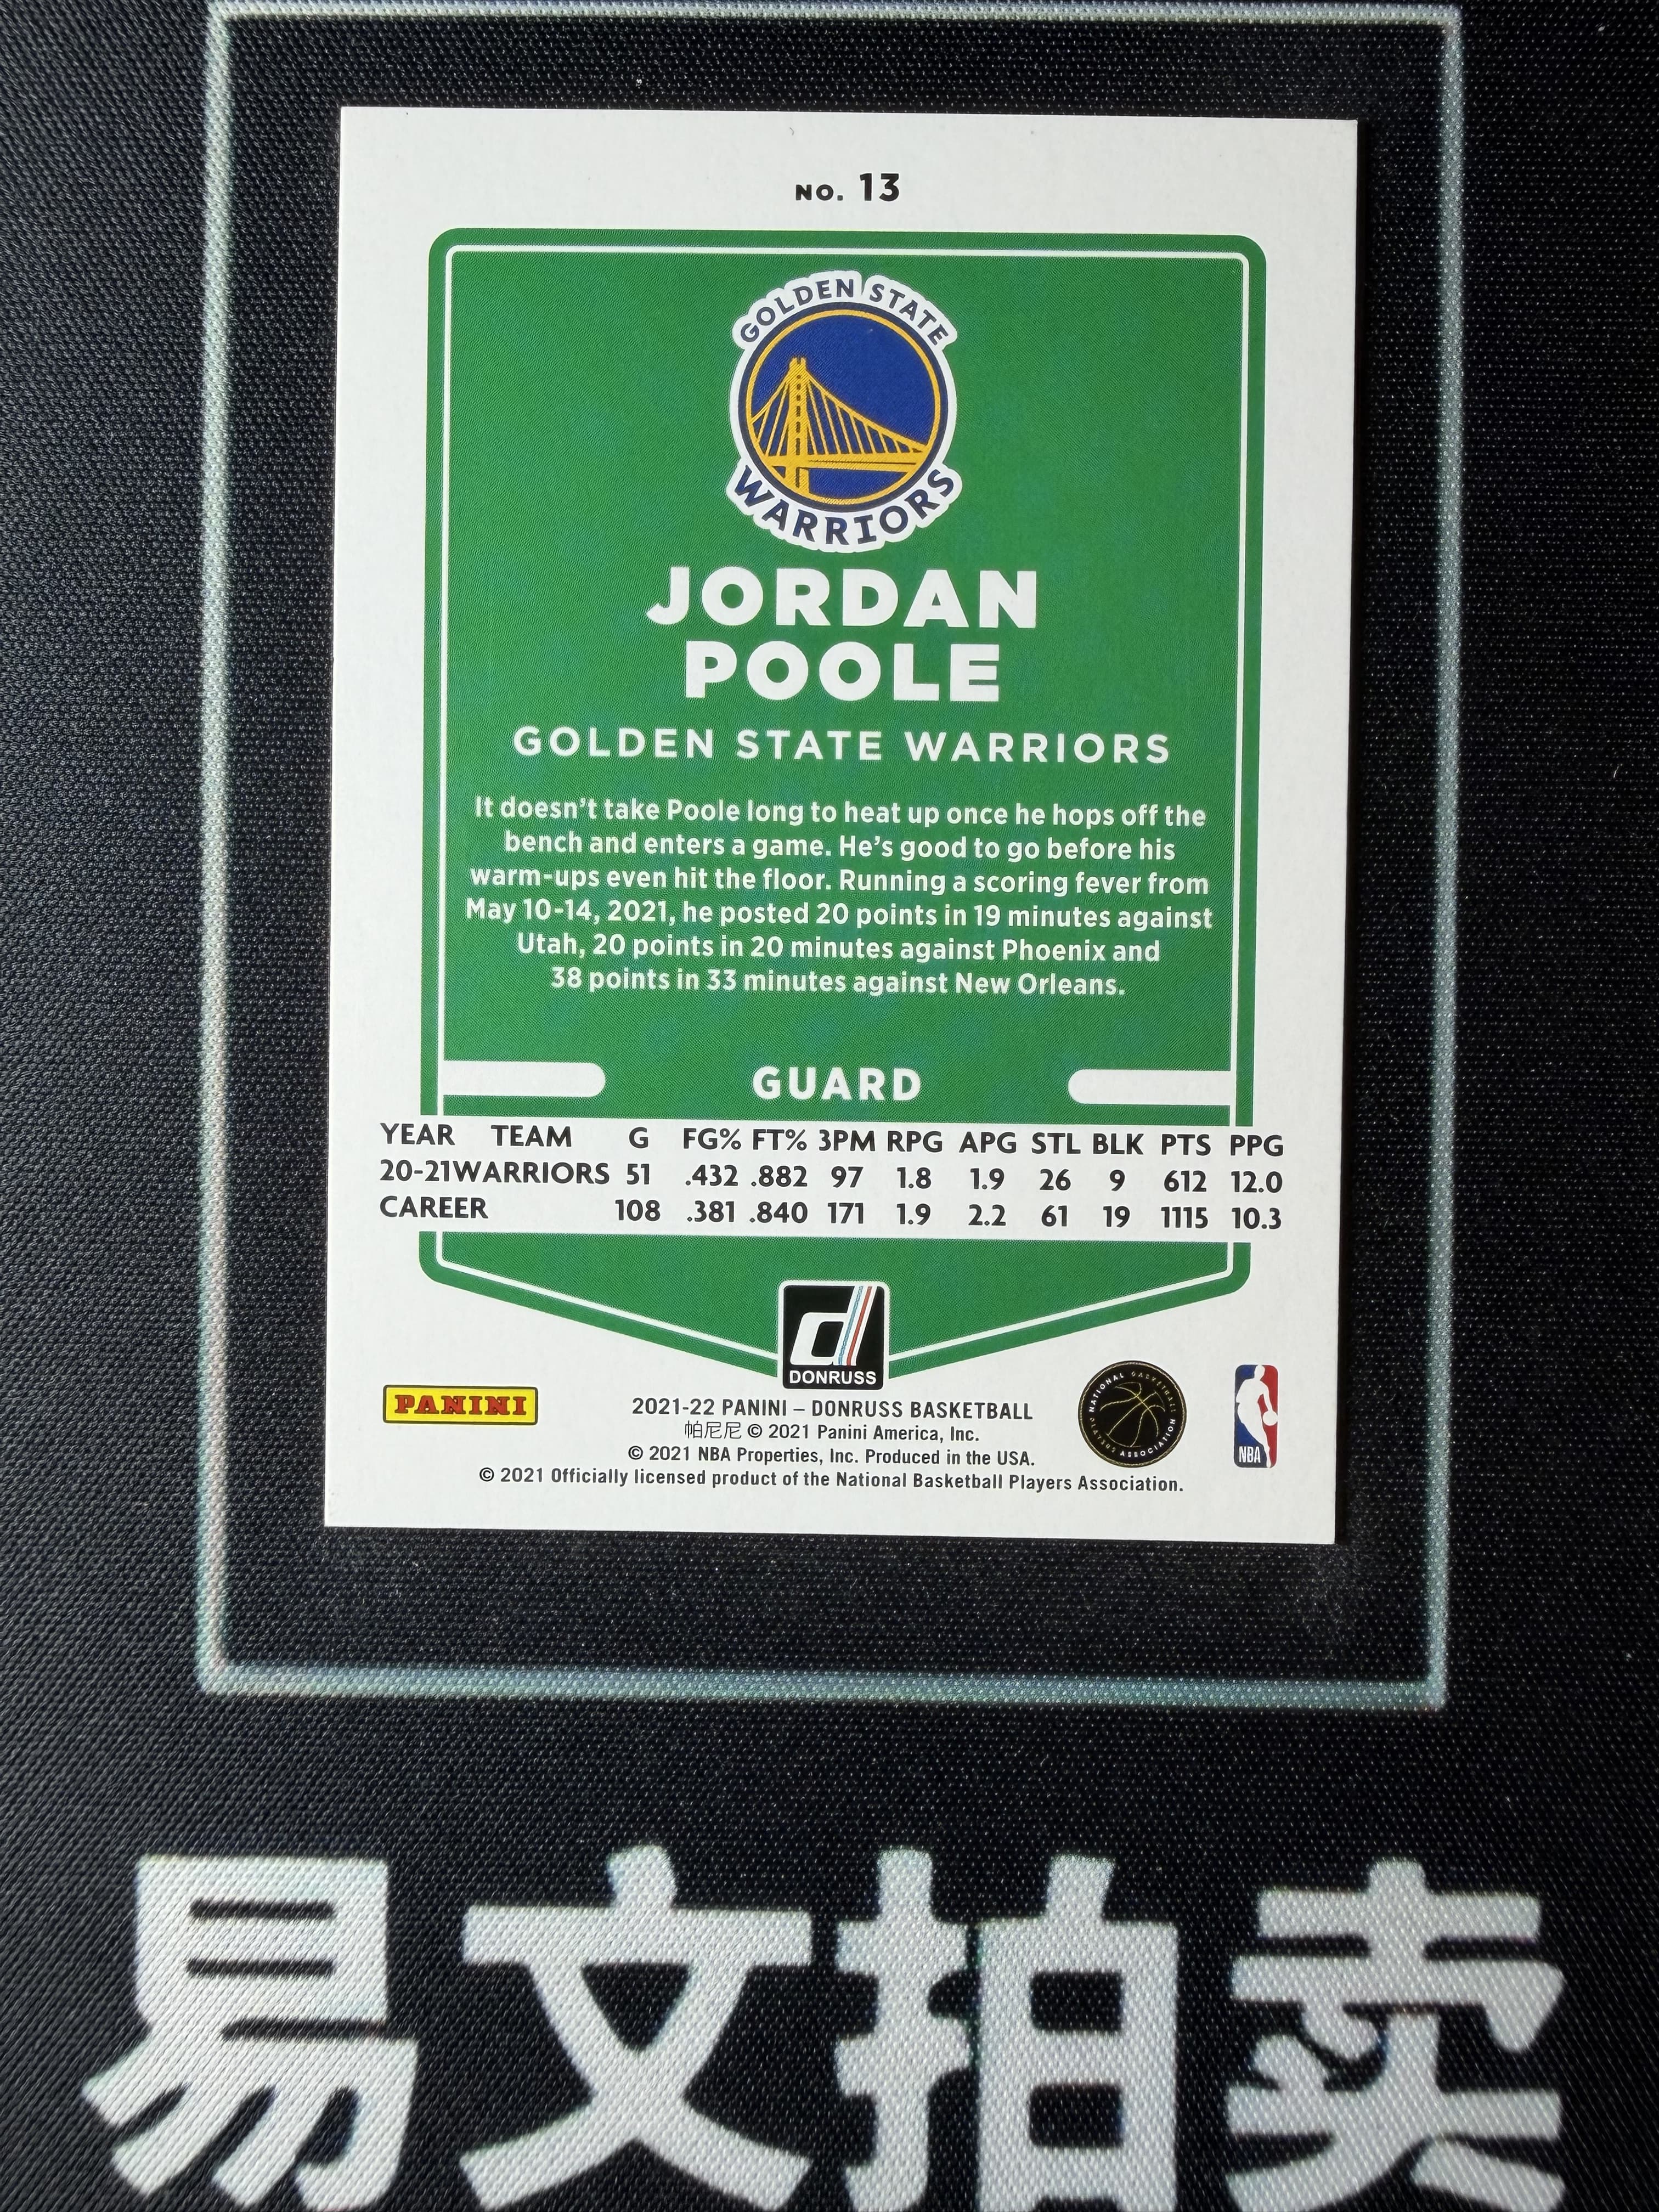 NO. 13
GOLDEN STATE
WARRIORS
JORDAN
POOLE
GOLDEN STATE WARRIORS
It doesn't take Poole long to heat up once he hops off the
bench and enters a game. He's good to go before his
warm-ups even hit the floor. Running a scoring fever from
May 10-14, 2021, he posted 20 points in 19 minutes against
Utah, 20 points in 20 minutes against Phoenix and
38 points in 33 minutes against New Orleans.
GUARD
YEAR TEAM G FG% FT% 3PM RPG APG STL BLK PTS PPG
20-21 WARRIORS 51 .432 .882 97 1.8 1.9 26 9 612 12.0
CAREER 108 .381 .840 171 1.9 2.2 61 19 1115 10.3
d
DONRUSS
PANINI
2021-22 PANINI – DONRUSS BASKETBALL
帕尼尼 © 2021 Panini America, Inc.
© 2021 NBA Properties, Inc. Produced in the USA.
© 2021 Officially licensed product of the National Basketball Players Association.
NATIONAL BASKETBALL PLAYERS ASSOCIATION
NBA
易文拍卖